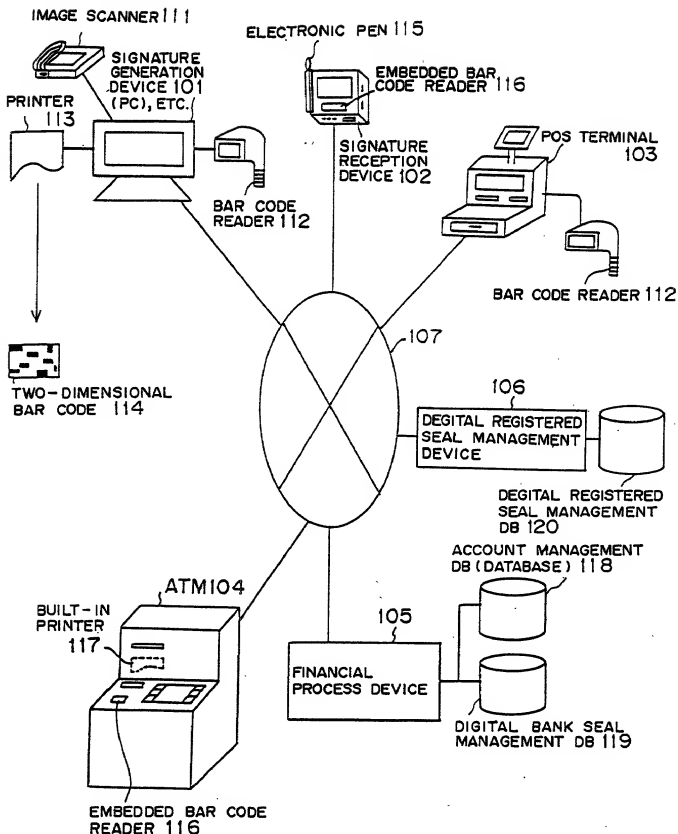 IMAGE SCANNER 111
SIGNATURE
GENERATION
DEVICE 101
(PC), ETC.
PRINTER
113
BAR CODE
READER 112
TWO-DIMENSIONAL
BAR CODE 114
ELECTRONIC PEN 115
EMBEDDED BAR
CODE READER
116
SIGNATURE
RECEPTION
DEVICE 102
POS TERMINAL
103
BAR CODE READER 112
107
106
DEGITAL REGISTERED
SEAL MANAGEMENT
DEVICE
DEGITAL REGISTERED
SEAL MANAGEMENT
DB 120
ACCOUNT MANAGEMENT
DB (DATABASE) 118
105
FINANCIAL
PROCESS DEVICE
DIGITAL BANK SEAL
MANAGEMENT DB 119
ATM104
BUILT-IN
PRINTER
117
EMBEDDED BAR CODE
READER 116